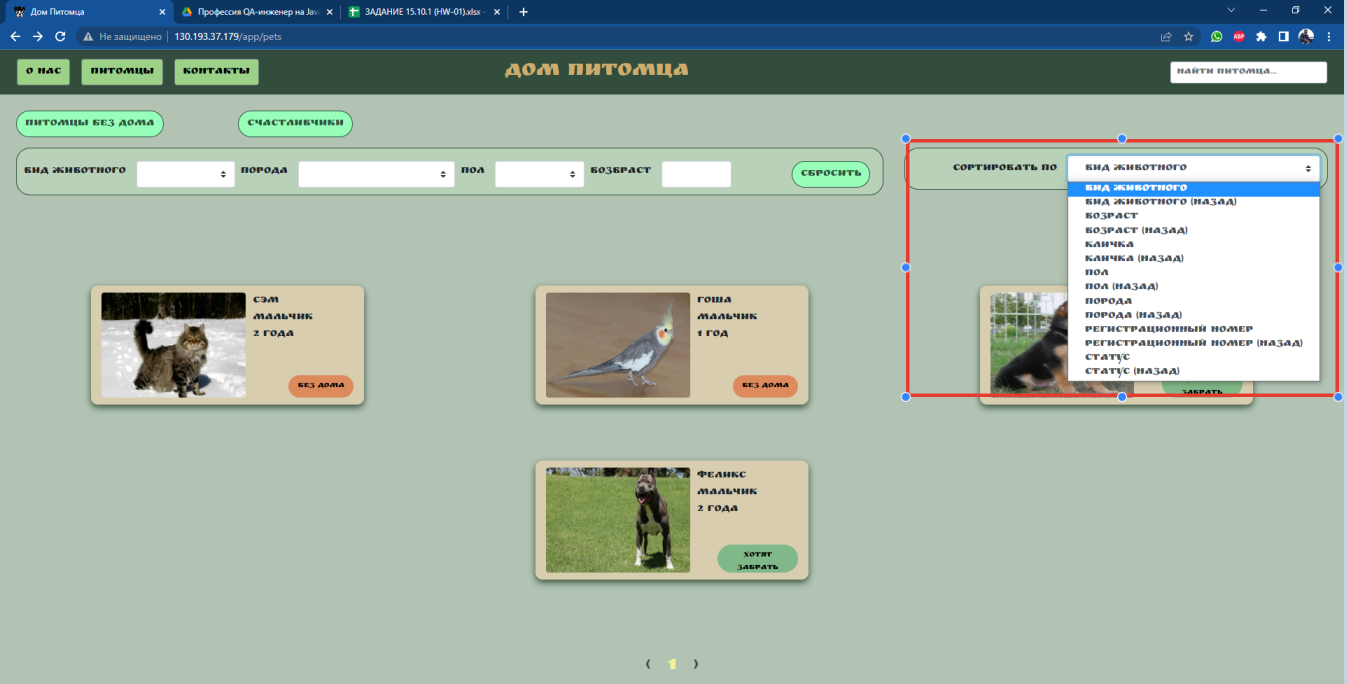 Дом Питомца
Профессия QA-инженер на Java
ЗАДАНИЕ 15.10.1 (HW-01).xlsx -
Не защищено
130.193.37.179/app/pets
ABP
О НАС
ПИТОМЦЫ
КОНТАКТЫ
ДОМ ПИТОМЦА
НАЙТИ ПИТОМЦА...
ПИТОМЦЫ БЕЗ ДОМА
СЧАСТЛИВЧИКИ
ВИД ЖИВОТНОГО
ПОРОДА
ПОЛ
ВОЗВРАСТ
СБРОСИТЬ
СОРТИРОВАТЬ ПО
ВИД ЖИВОТНОГО
ВИД ЖИВОТНОГО
ВИД ЖИВОТНОГО (НАЗАД)
ВОЗРАСТ
ВОЗРАСТ (НАЗАД)
КЛИЧКА
КЛИЧКА (НАЗАД)
ПОЛ
ПОЛ (НАЗАД)
ПОРОДА
ПОРОДА (НАЗАД)
РЕГИСТРАЦИОННЫЙ НОМЕР
РЕГИСТРАЦИОННЫЙ НОМЕР (НАЗАД)
СТАТУС
СТАТУС (НАЗАД)
СЭМ
МАЛЬЧИК
2 ГОДА
БЕЗ ДОМА
ГОША
МАЛЬЧИК
1 ГОД
БЕЗ ДОМА
ЗАБРАТЬ
ФЕЛИКС
МАЛЬЧИК
2 ГОДА
ХОТЯТ
ЗАБРАТЬ
⟨ 1 ⟩